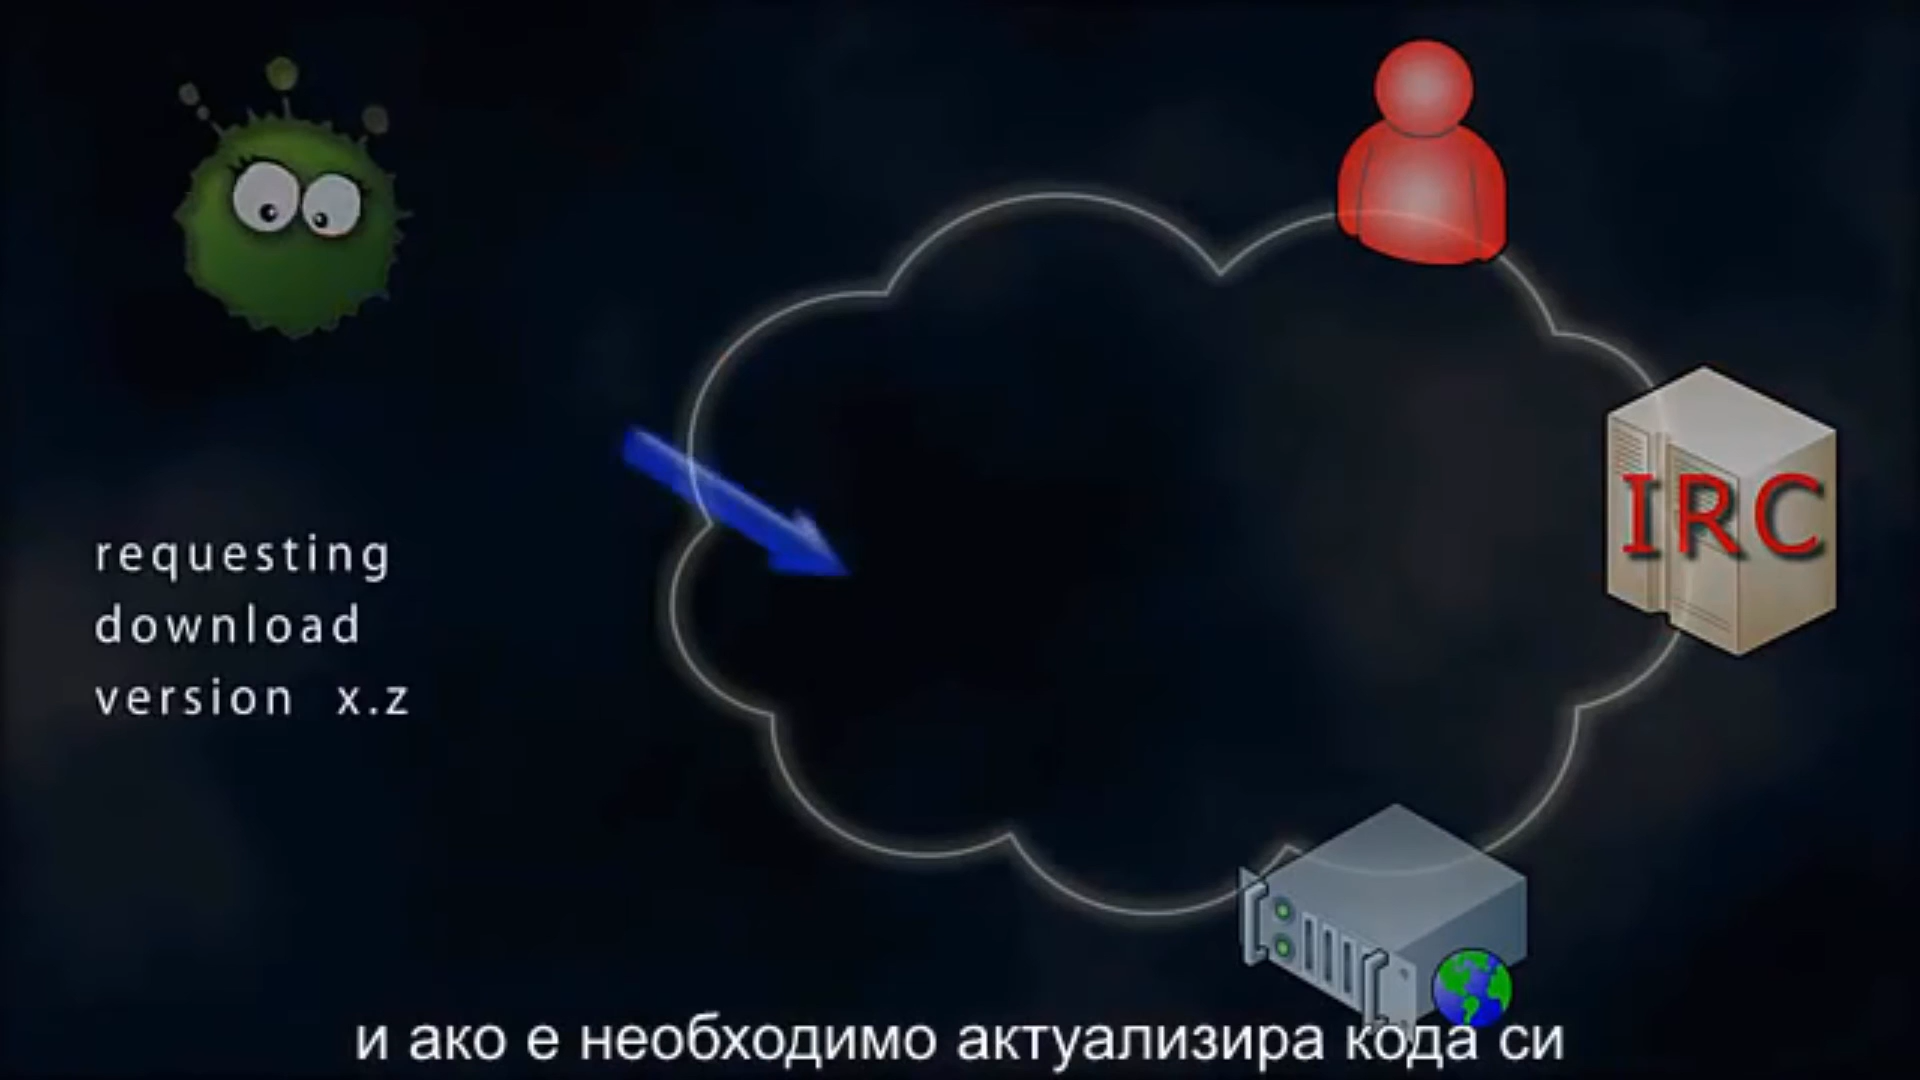 IRC
requesting
download
version x.z
и ако е необходимо актуализира кода си